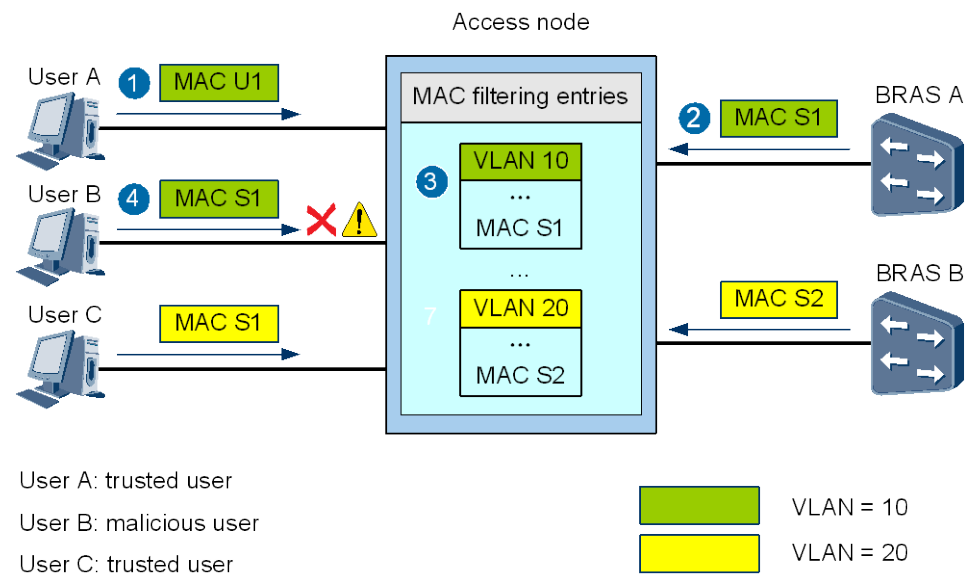 Access node
User A
1
MAC U1
MAC filtering entries
2
MAC S1
BRAS A
User B
4
MAC S1
3
VLAN 10
...
MAC S1
...
User C
MAC S1
7
VLAN 20
...
MAC S2
MAC S2
BRAS B
User A: trusted user
User B: malicious user
User C: trusted user
VLAN = 10
VLAN = 20